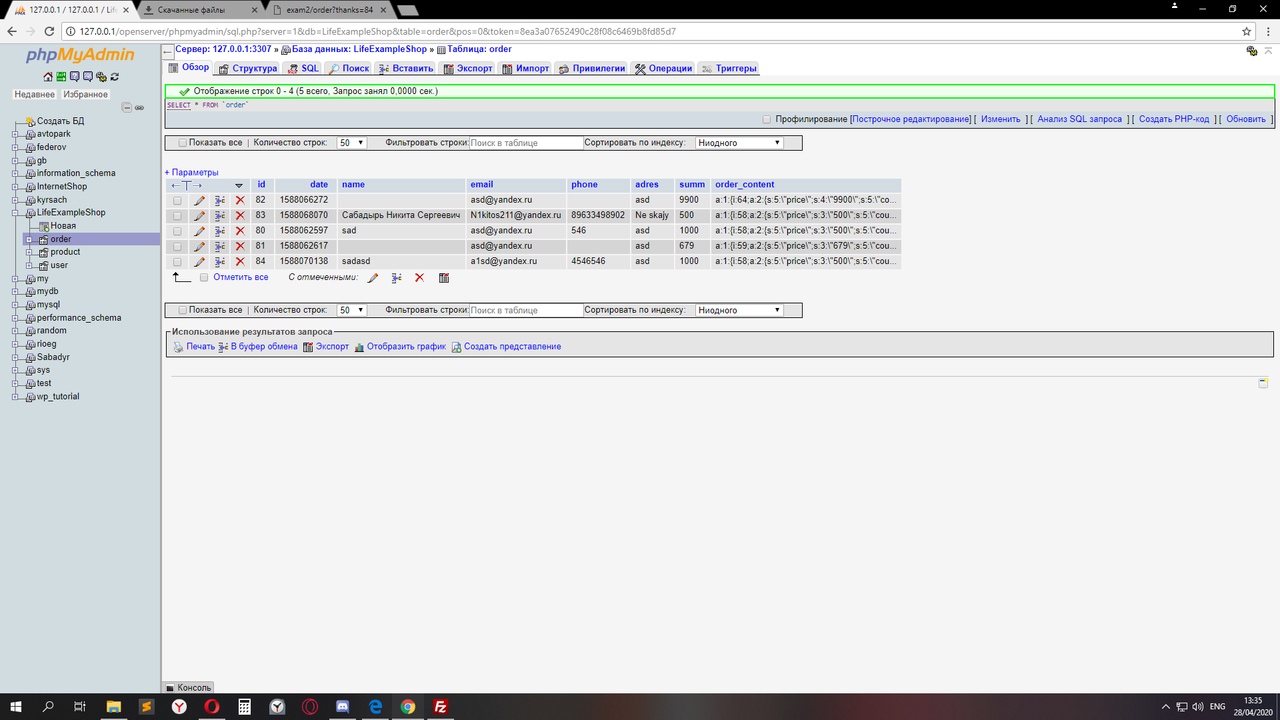 127.0.0.1 / 127.0.0.1 / Lif
Скачанные файлы
exam2/order?thanks=84
127.0.0.1/openserver/phpmyadmin/sql.php?server=1&db=LifeExampleShop&table=order&pos=0&token=8ea3a07652490c28f08c6469b8fd85d7
phpMyAdmin
Недавнее Избранное
Создать БД
avtopark
federov
gb
information_schema
InternetShop
kyrsach
LifeExampleShop
Новая
order
product
user
my
mydb
mysql
performance_schema
random
rioeg
Sabadyr
sys
test
wp_tutorial
Сервер: 127.0.0.1:3307 » База данных: LifeExampleShop » Таблица: order
Обзор Структура SQL Поиск Вставить Экспорт Импорт Привилегии Операции Триггеры
Отображение строк 0 - 4 (5 всего, Запрос занял 0,0000 сек.)
SELECT * FROM `order`
Профилирование [Построчное редактирование] [ Изменить ] [ Анализ SQL запроса ] [ Создать PHP-код ] [ Обновить ]
Показать все | Количество строк: 50 Фильтровать строки: Поиск в таблице Сортировать по индексу: Ниодного
+ Параметры
id date name email phone adres summ order_content
82 1588066272 asd@yandex.ru asd 9900 a:1:{i:64;a:2:{s:5:\"price\";s:4:\"9900\";s:5:\"cou...
83 1588068070 Сабадырь Никита Сергеевич N1kitos211@yandex.ru 89633498902 Ne skajy 500 a:1:{i:58;a:2:{s:5:\"price\";s:3:\"500\";s:5:\"cou...
80 1588062597 sad asd@yandex.ru 546 asd 1000 a:1:{i:58;a:2:{s:5:\"price\";s:3:\"500\";s:5:\"cou...
81 1588062617 asd@yandex.ru asd 679 a:1:{i:59;a:2:{s:5:\"price\";s:3:\"679\";s:5:\"cou...
84 1588070138 sadasd a1sd@yandex.ru 4546546 asd 1000 a:1:{i:58;a:2:{s:5:\"price\";s:3:\"500\";s:5:\"cou...
Отметить все С отмеченными:
Показать все | Количество строк: 50 Фильтровать строки: Поиск в таблице Сортировать по индексу: Ниодного
Использование результатов запроса
Печать В буфер обмена Экспорт Отобразить график Создать представление
Консоль
ENG
13:35
28/04/2020